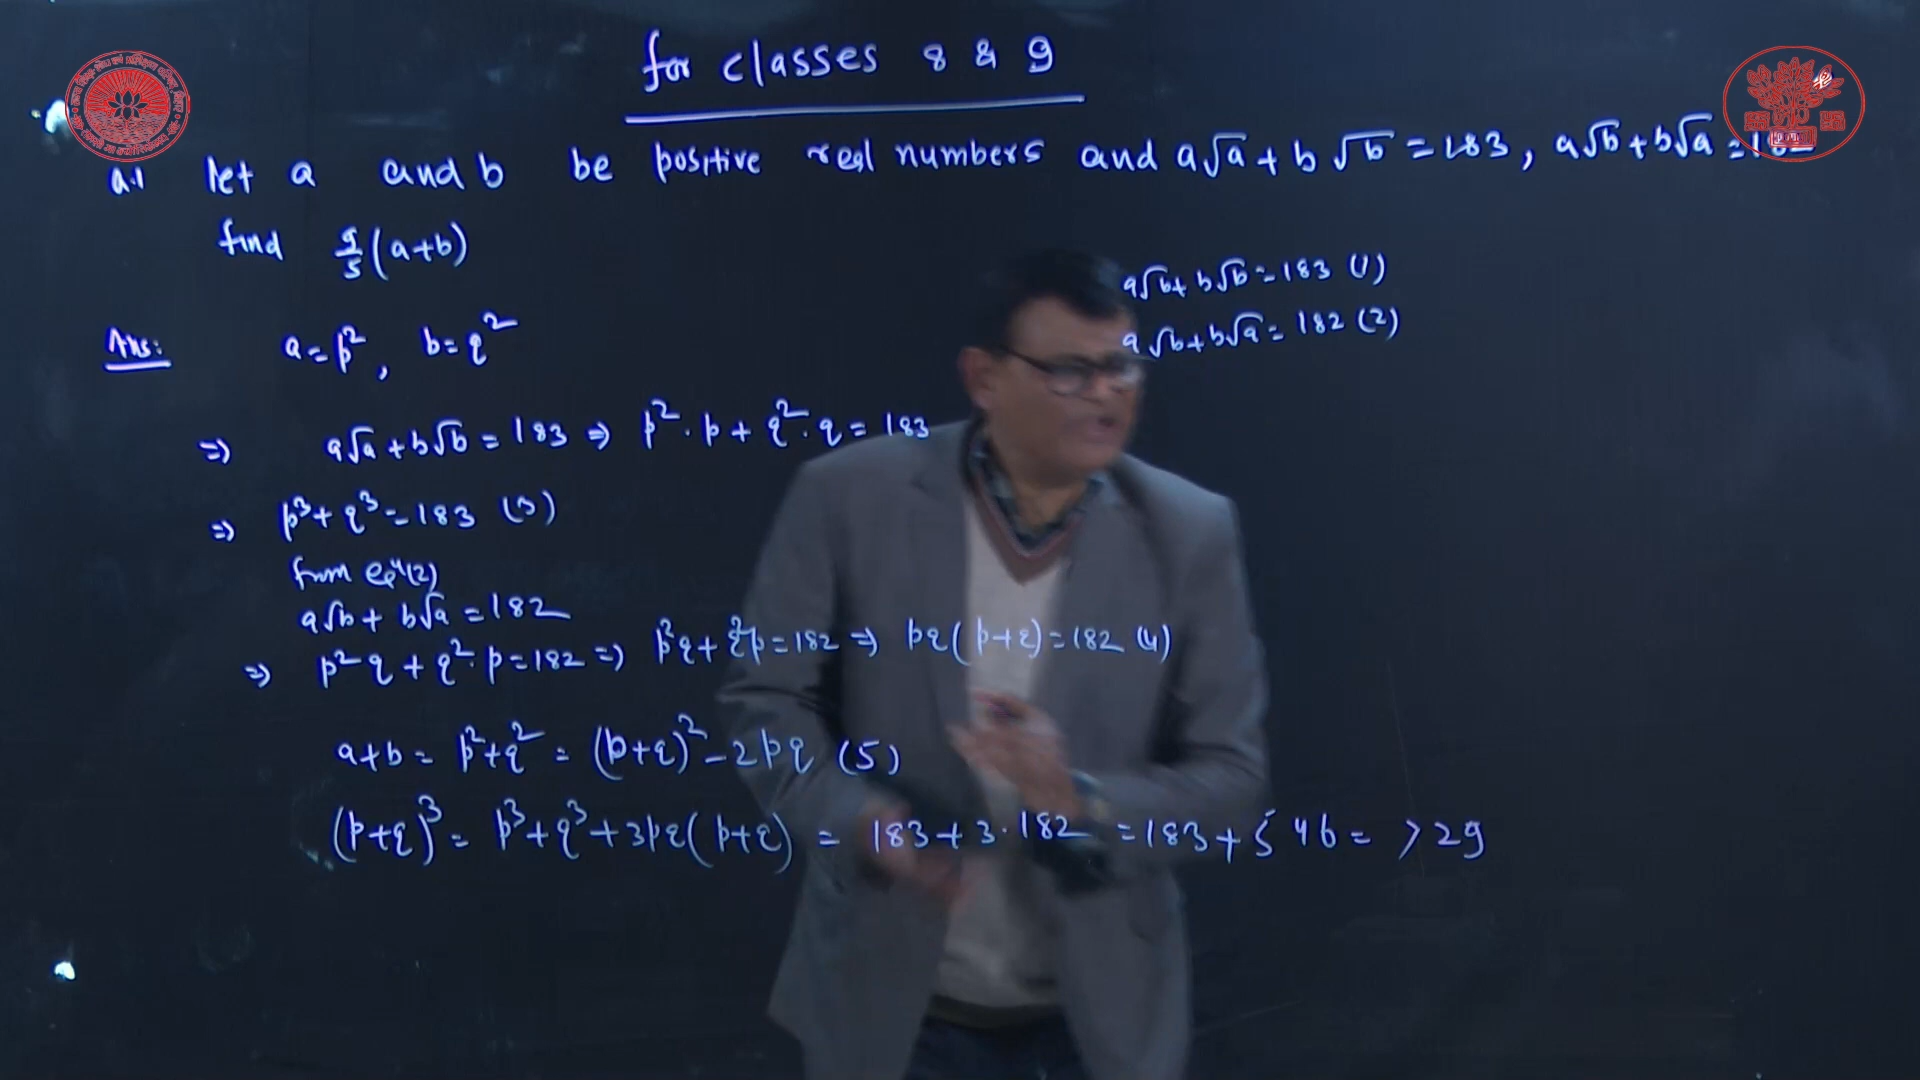 for classes 8 & 9
Q.1 let a and b be positive real numbers and a√a + b√b = 183, a√b + b√a =
find 9/5 (a+b)
a√b + b√b = 183 (1)
a√b + b√a = 182 (2)
Ans: a = p², b = q²
=> a√a + b√b = 183 => p²·p + q²·q = 183
=> p³ + q³ = 183 (3)
from eqⁿ(2)
a√b + b√a = 182
=> p²q + q²·p = 182 => p²q + q²p = 182 => pq(p+q) = 182 (4)
a+b = p²+q² = (p+q)² - 2pq (5)
(p+q)³ = p³+q³+3pq(p+q) = 183 + 3·182 = 183 + 546 = 729